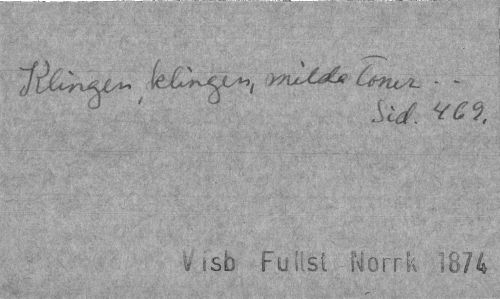 Klingen, klingen, milda toner . .
Sid. 469.
Visb Fullst Norrk 1874